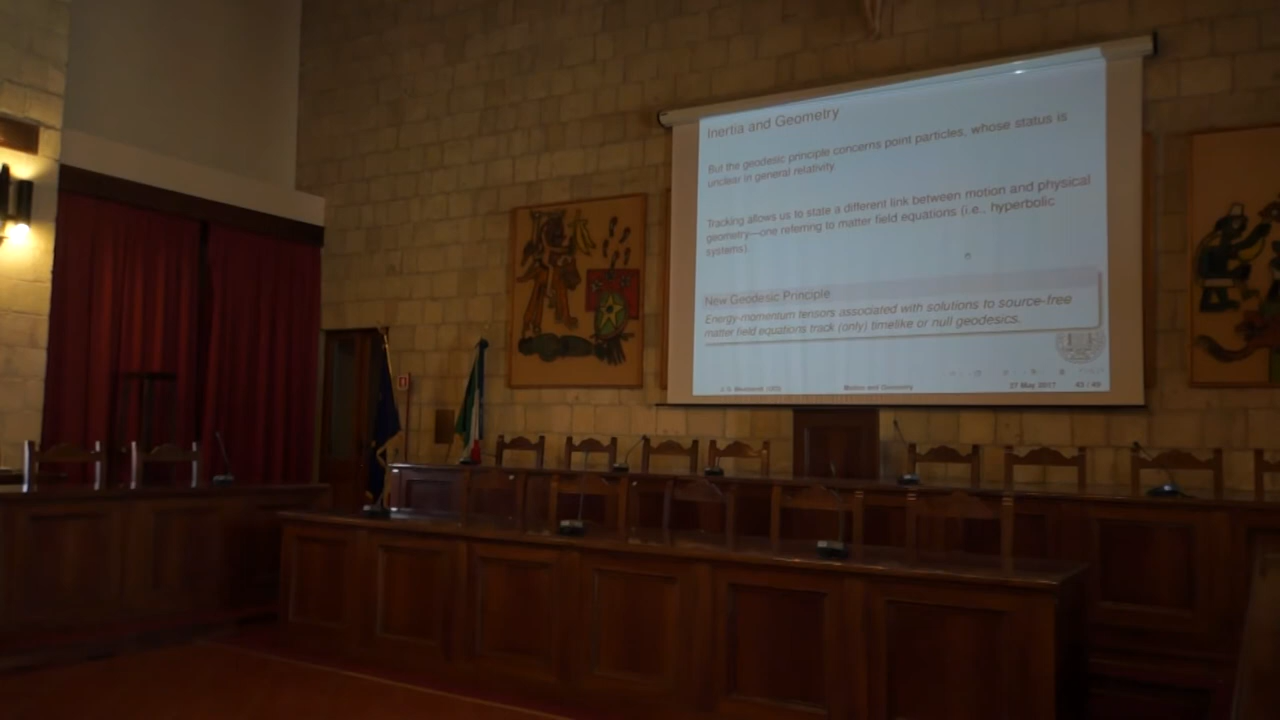 Inertia and Geometry
But the geodesic principle concerns point particles, whose status is
unclear in general relativity.
Tracking allows us to state a different link between motion and physical
geometry—one referring to matter field equations (i.e., hyperbolic
systems).
New Geodesic Principle
Energy-momentum tensors associated with solutions to source-free
matter field equations track (only) timelike or null geodesics.
Motion and Geometry
27 May 2017
43 / 49